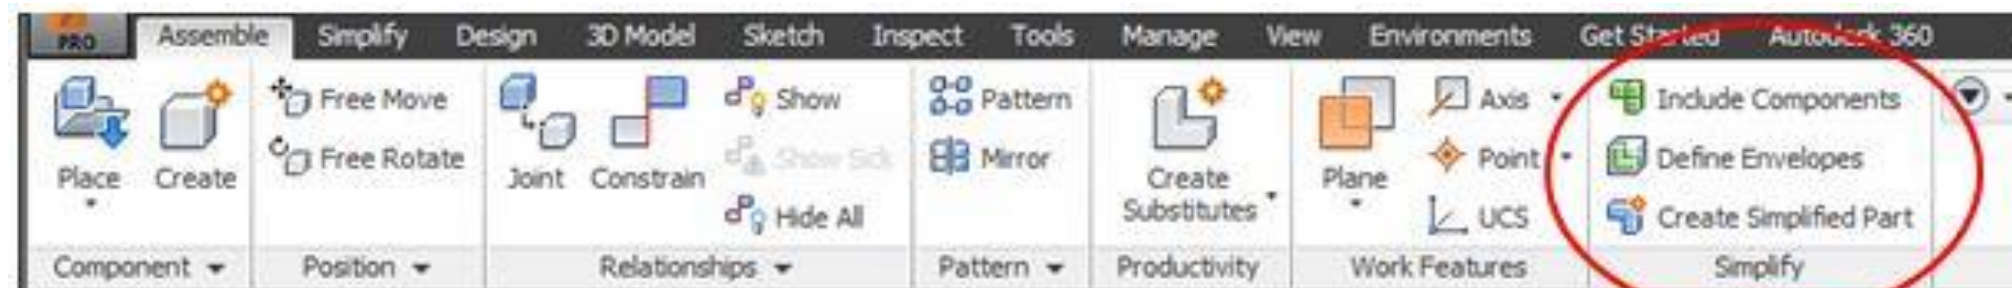 PRO Assemble Simplify Design 3D Model Sketch Inspect Tools Manage View Environments Get Started Autodesk 360
Place
Create
Component
Free Move
Free Rotate
Position
Joint
Constrain
Show
Show Sick
Hide All
Relationships
Pattern
Mirror
Pattern
Create
Substitutes
Productivity
Plane
Axis
Point
UCS
Work Features
Include Components
Define Envelopes
Create Simplified Part
Simplify